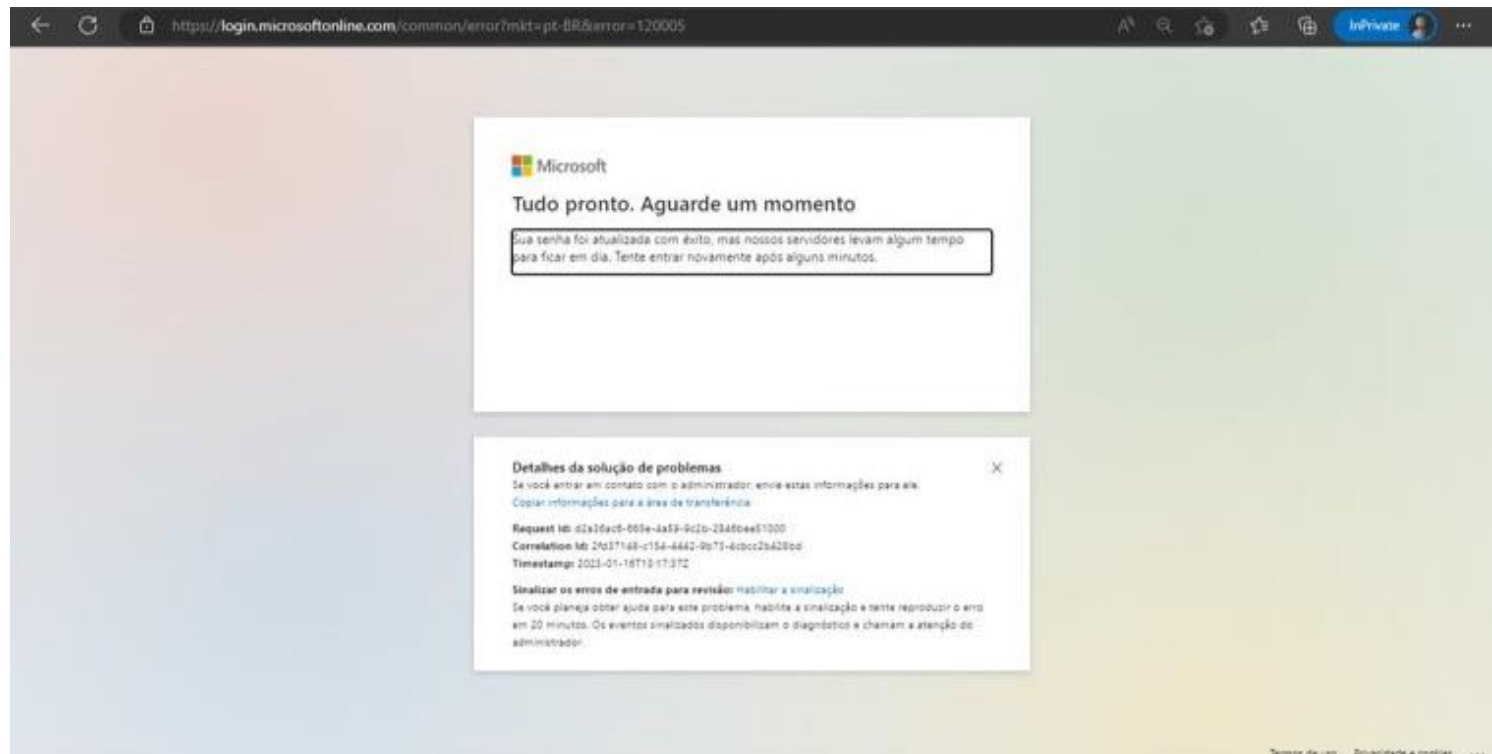 https://login.microsoftonline.com/common/error?mkt=pt-BR&error=120005
InPrivate
Microsoft
Tudo pronto. Aguarde um momento
Sua senha foi atualizada com êxito, mas nossos servidores levam algum tempo
para ficar em dia. Tente entrar novamente após alguns minutos.
Detalhes da solução de problemas
Se você entrar em contato com o administrador, envie estas informações para ele.
Copiar informações para a área de transferência
Request Id:
Correlation Id:
Timestamp: 2023-01-16T13:17:37Z
Sinalizar os erros de entrada para revisão: Habilitar a sinalização
Se você planeja obter ajuda para este problema, habilite a sinalização e tente reproduzir o erro
em 20 minutos. Os eventos sinalizados disponibilizam o diagnóstico e chamam a atenção do
administrador.
Termos de uso Privacidade e cookies